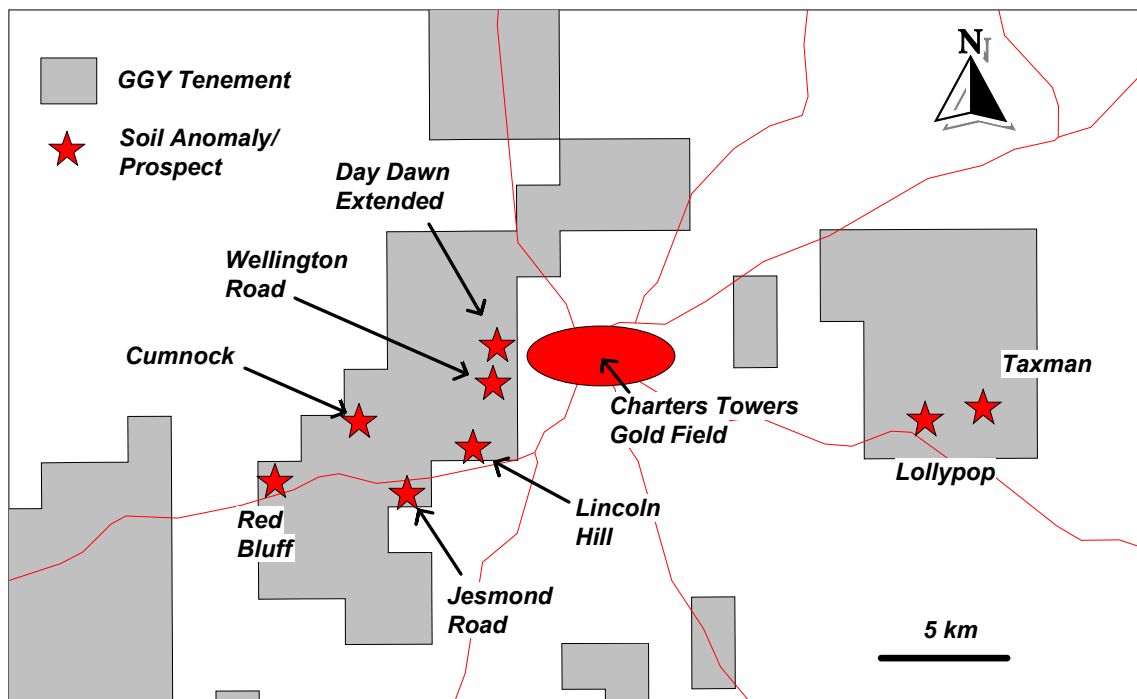 N
GGY Tenement
Soil Anomaly/
Prospect
Day Dawn
Extended
Wellington
Road
Cumnock
Taxman
Charters Towers
Gold Field
Lollypop
Lincoln
Hill
Red
Bluff
Jesmond
Road
5 km